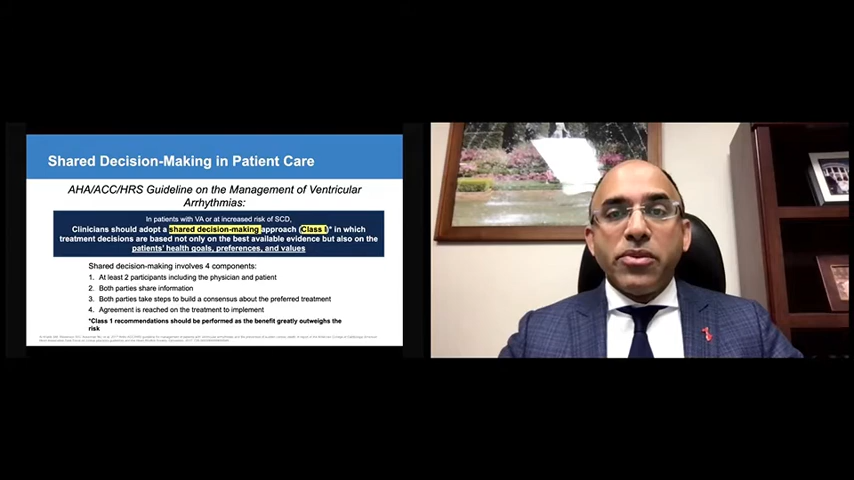 Shared Decision-Making in Patient Care
AHA/ACC/HRS Guideline on the Management of Ventricular
Arrhythmias:
In patients with VA or at increased risk of SCD,
Clinicians should adopt a shared decision-making approach (Class I)* in which
treatment decisions are based not only on the best available evidence but also on the
patients' health goals, preferences, and values
Shared decision-making involves 4 components:
1. At least 2 participants including the physician and patient
2. Both parties share information
3. Both parties take steps to build a consensus about the preferred treatment
4. Agreement is reached on the treatment to implement
*Class 1 recommendations should be performed as the benefit greatly outweighs the
risk